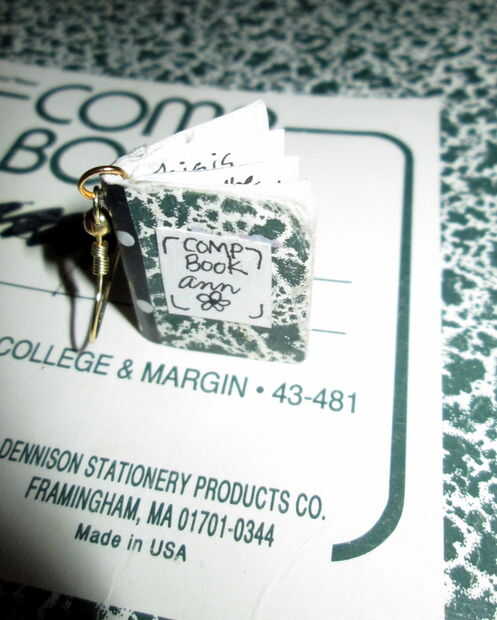 COMP
BO
COMP
BOOK
ann
COLLEGE & MARGIN • 43-481
DENNISON STATIONERY PRODUCTS CO.
FRAMINGHAM, MA 01701-0344
Made in USA